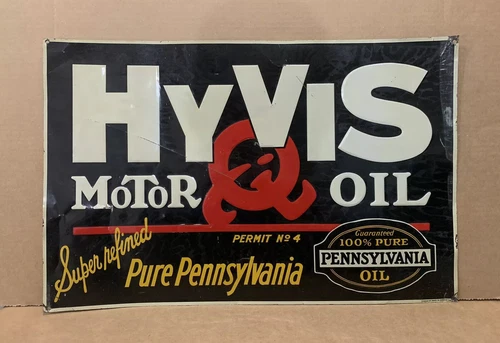 HYVIS
MOTOR OIL
PERMIT Nº 4
Super refined
Pure Pennsylvania
Guaranteed
100% PURE
PENNSYLVANIA
OIL